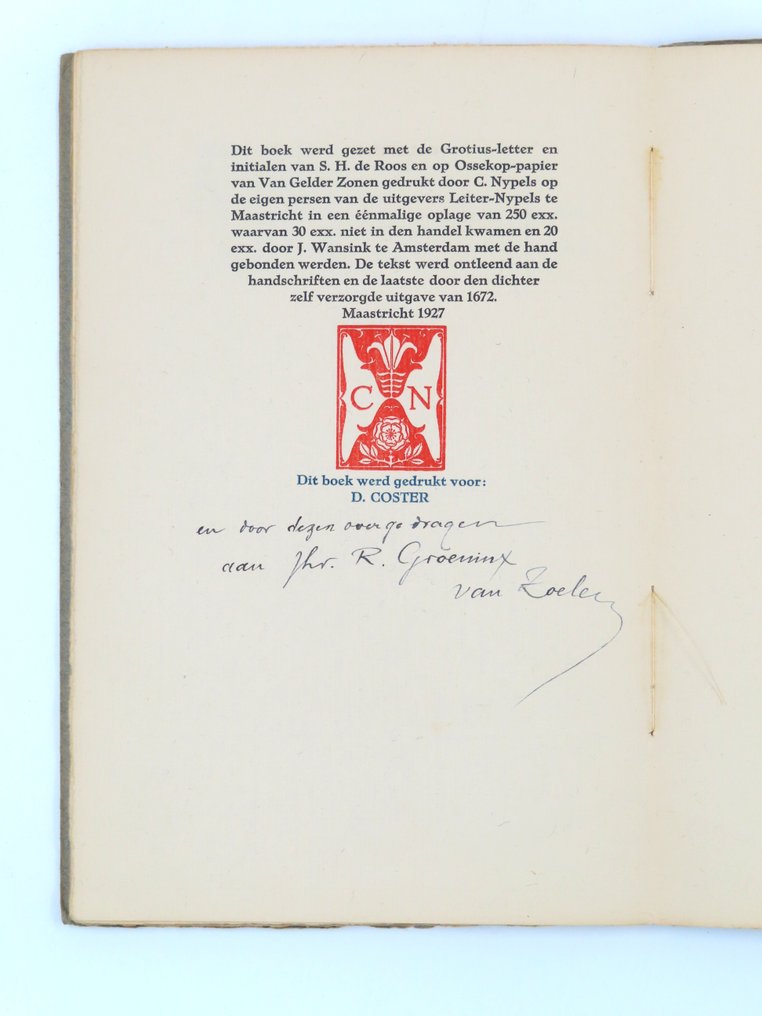 Dit boek werd gezet met de Grotius-letter en
initialen van S. H. de Roos en op Ossekop-papier
van Van Gelder Zonen gedrukt door C. Nypels op
de eigen persen van de uitgevers Leiter-Nypels te
Maastricht in een éénmalige oplage van 250 exx.
waarvan 30 exx. niet in den handel kwamen en 20
exx. door J. Wansink te Amsterdam met de hand
gebonden werden. De tekst werd ontleend aan de
handschriften en de laatste door den dichter
zelf verzorgde uitgave van 1672.
Maastricht 1927
C N
Dit boek werd gedrukt voor:
D. COSTER
en door dezen overgedragen
aan Jhr. R. Groeninx
van Zoelen